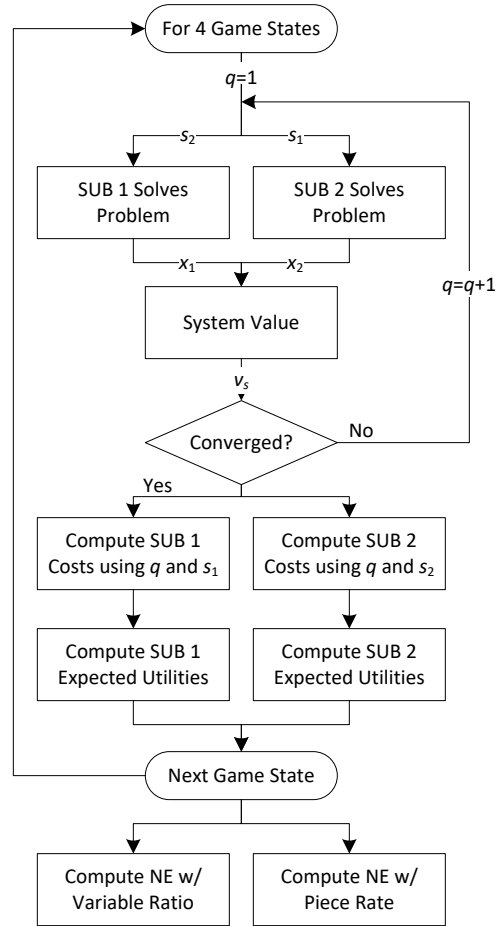 For 4 Game States
q=1
s2 s1
SUB 1 Solves Problem
SUB 2 Solves Problem
x1 x2
q=q+1
System Value
vs
Converged?
No
Yes
Compute SUB 1
Costs using q and s1
Compute SUB 2
Costs using q and s2
Compute SUB 1
Expected Utilities
Compute SUB 2
Expected Utilities
Next Game State
Compute NE w/
Variable Ratio
Compute NE w/
Piece Rate